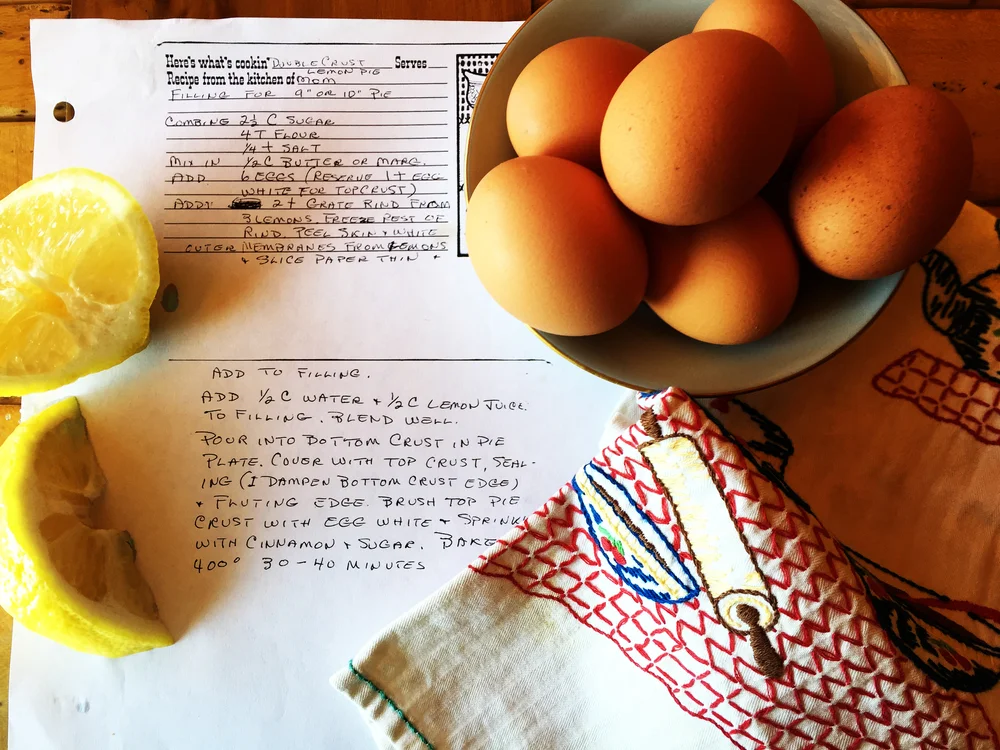 Here's what's cookin' DOUBLE CRUST Serves
LEMON PIE
Recipe from the kitchen of MOM
FILLING FOR 9" OR 10" PIE
COMBINE 2½ C SUGAR
4T FLOUR
¼ t SALT
MIX IN ½C BUTTER OR MARG.
ADD 6 EGGS (RESERVE 1 t EGG
WHITE FOR TOPCRUST)
ADD: 2t GRATE RIND FROM
3 LEMONS. FREEZE REST OF
RIND. PEEL SKIN + WHITE
OUTER MEMBRANES FROM LEMONS
+ SLICE PAPER THIN +
ADD TO FILLING.
ADD ½C WATER + ½C LEMON JUICE
TO FILLING. BLEND WELL.
POUR INTO BOTTOM CRUST IN PIE
PLATE. COVER WITH TOP CRUST, SEAL-
ING (I DAMPEN BOTTOM CRUST EDGE)
+ FLUTING EDGE. BRUSH TOP PIE
CRUST WITH EGG WHITE + SPRINK
WITH CINNAMON + SUGAR. BAKE
400° 30-40 MINUTES